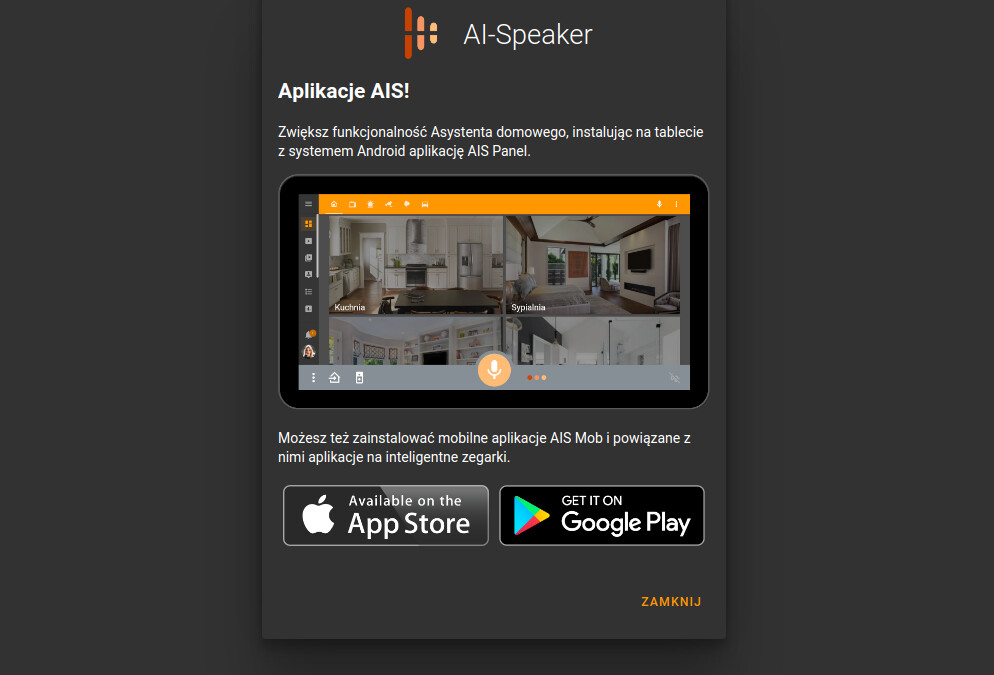 AI-Speaker
Aplikacje AIS!
Zwiększ funkcjonalność Asystenta domowego, instalując na tablecie
z systemem Android aplikację AIS Panel.
Kuchnia
Sypialnia
Możesz też zainstalować mobilne aplikacje AIS Mob i powiązane z
nimi aplikacje na inteligentne zegarki.
Available on the
App Store
GET IT ON
Google Play
ZAMKNIJ